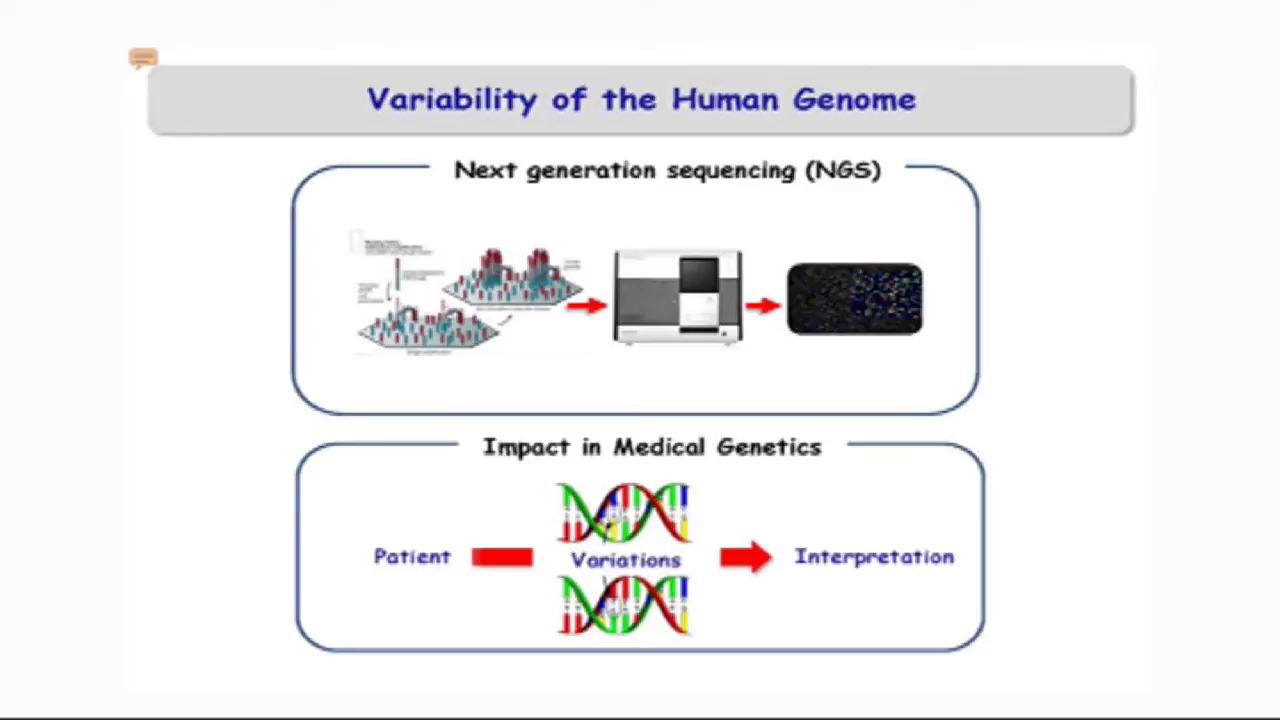 Variability of the Human Genome
Next generation sequencing (NGS)
Impact in Medical Genetics
Patient
Variations
Interpretation